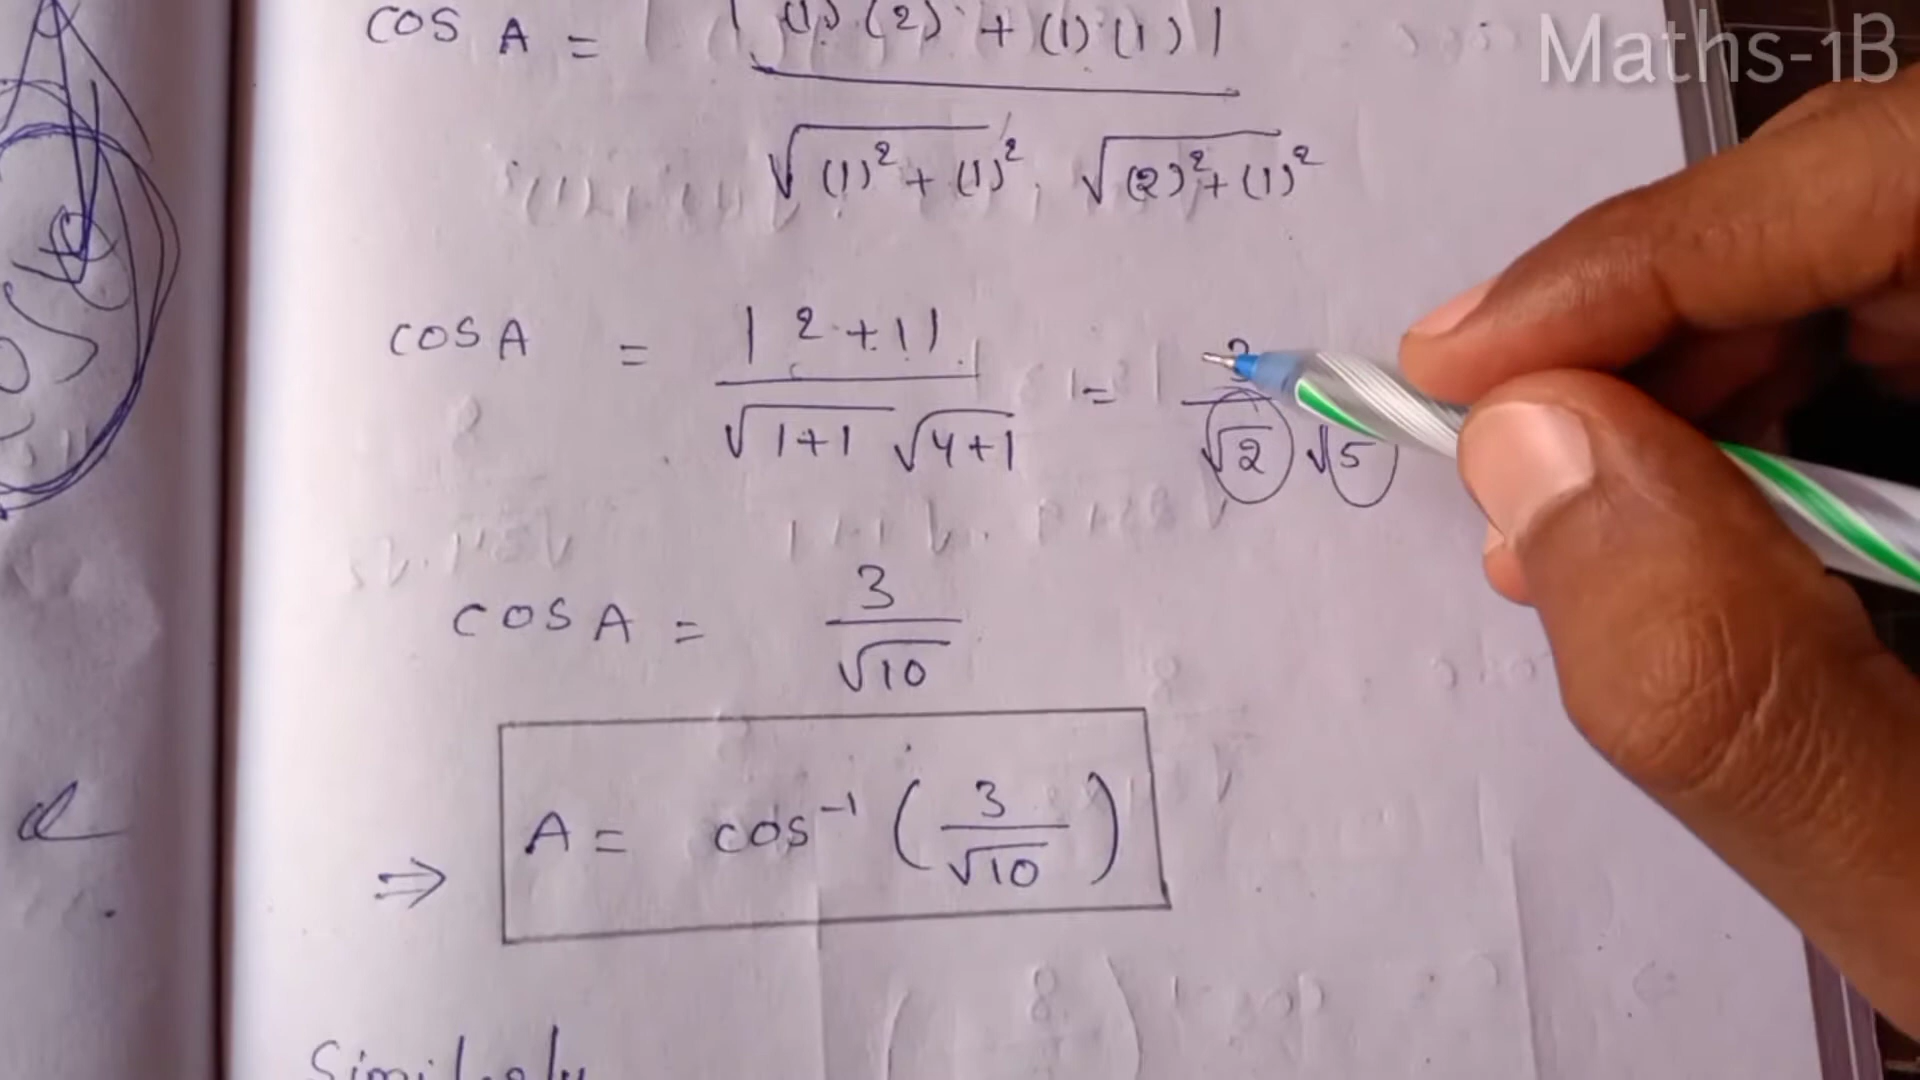 Maths-1B
cos A = |(1)(2) + (1)(1)|
√(1)²+(1)² √(2)²+(1)²
cos A = |2+1| / √1+1 √4+1 = 3 / √2 √5
cos A = 3/√10
⇒ A = cos⁻¹ (3/√10)